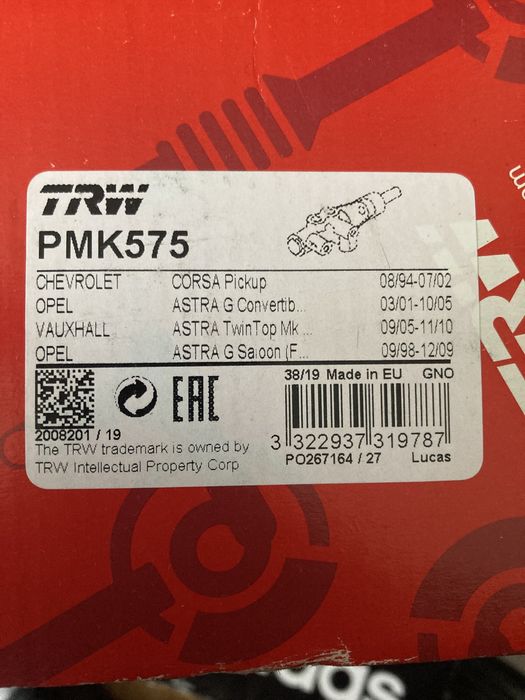 TRW
PMK575
CHEVROLET CORSA Pickup 08/94-07/02
OPEL ASTRA G Convertib... 03/01-10/05
VAUXHALL ASTRA TwinTop Mk... 09/05-11/10
OPEL ASTRA G Saloon (F... 09/98-12/09
38/19 Made in EU GNO
EAC
2008201 / 19
The TRW trademark is owned by
TRW Intellectual Property Corp
3 322937 319787
PO267164 / 27 Lucas